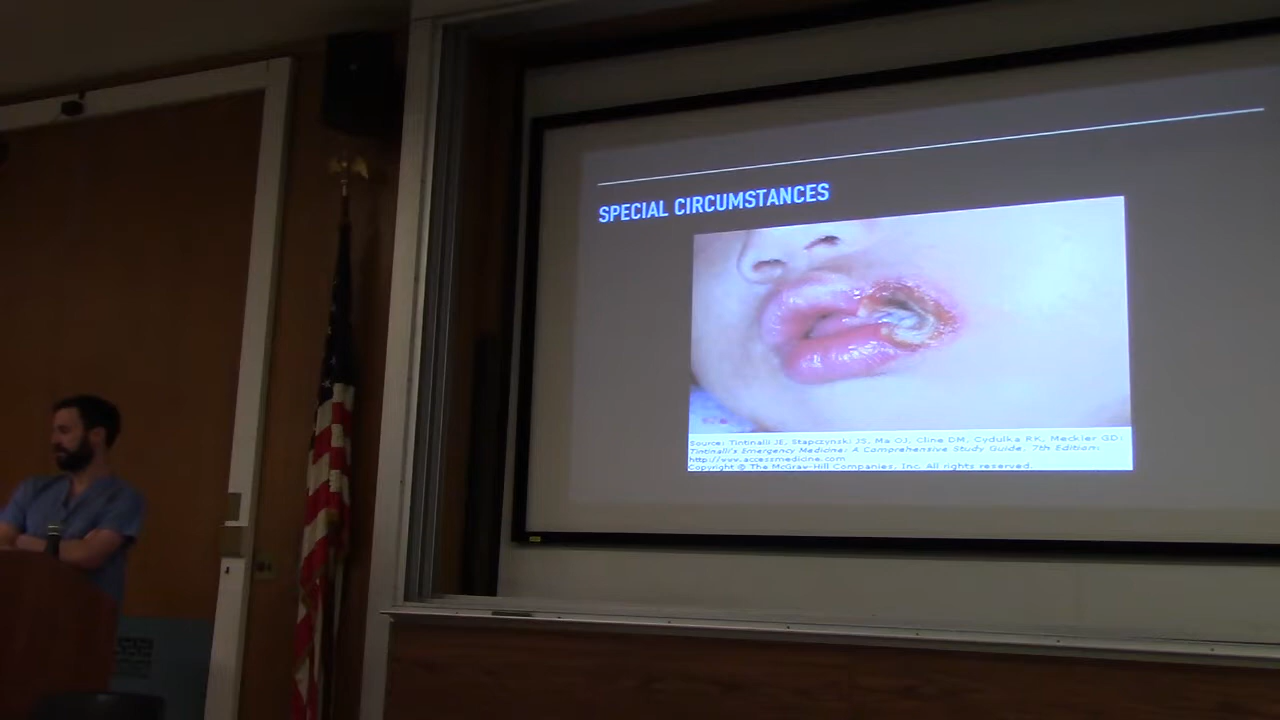 SPECIAL CIRCUMSTANCES
Source: Tintinalli JE, Stapczynski JS, Ma OJ, Cline DM, Cydulka RK, Meckler GD:
Tintinalli's Emergency Medicine: A Comprehensive Study Guide, 7th Edition:
http://www.accessmedicine.com
Copyright © The McGraw-Hill Companies, Inc. All rights reserved.